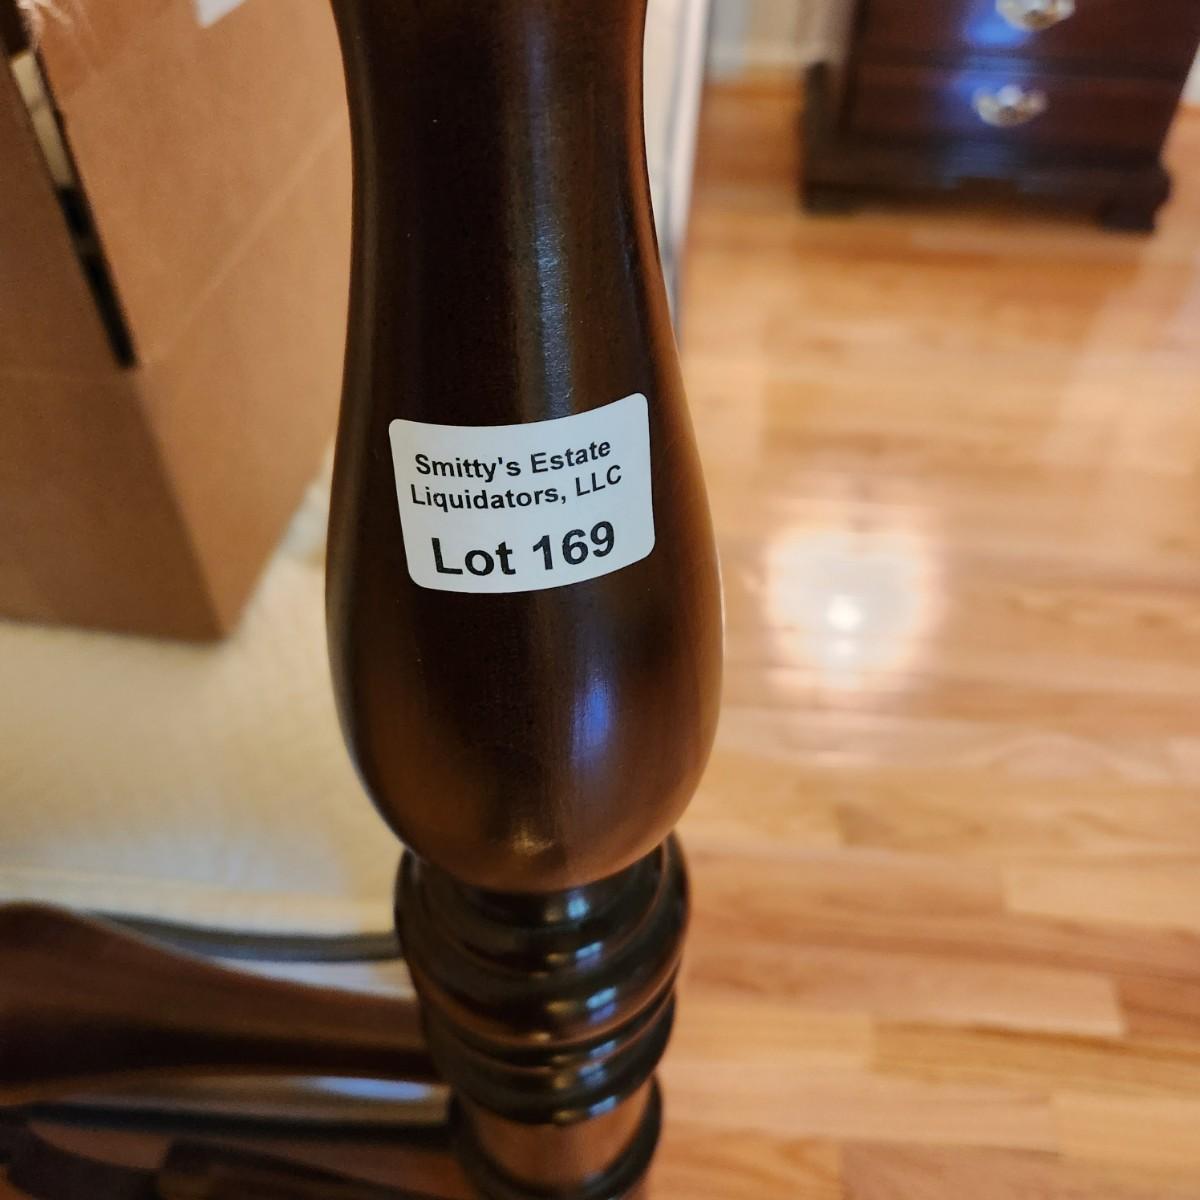 Smitty's Estate
Liquidators, LLC
Lot 169